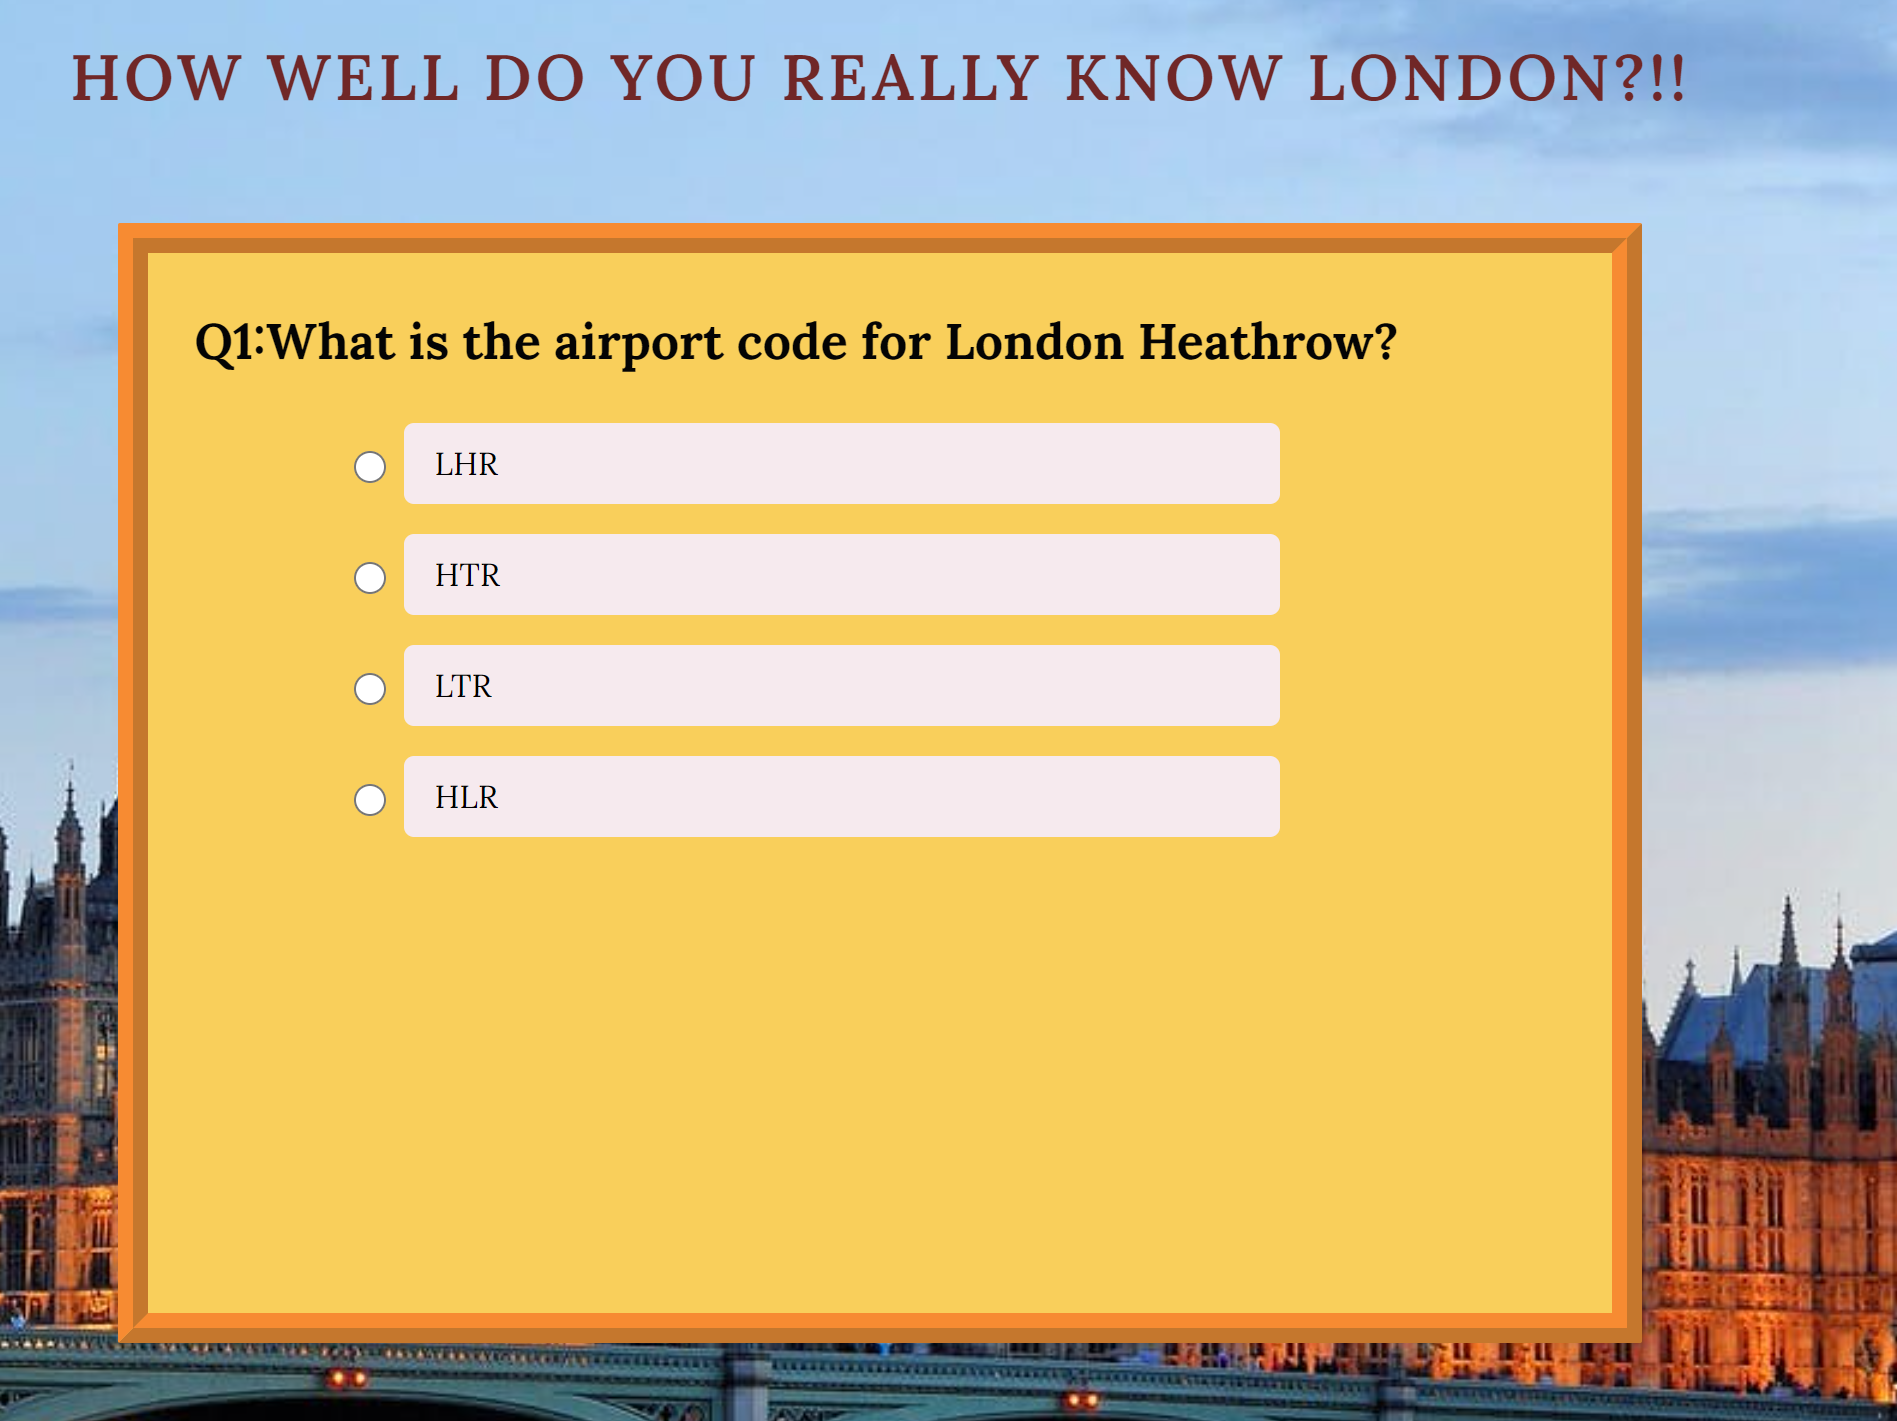 HOW WELL DO YOU REALLY KNOW LONDON?!!
Q1:What is the airport code for London Heathrow?
LHR
HTR
LTR
HLR